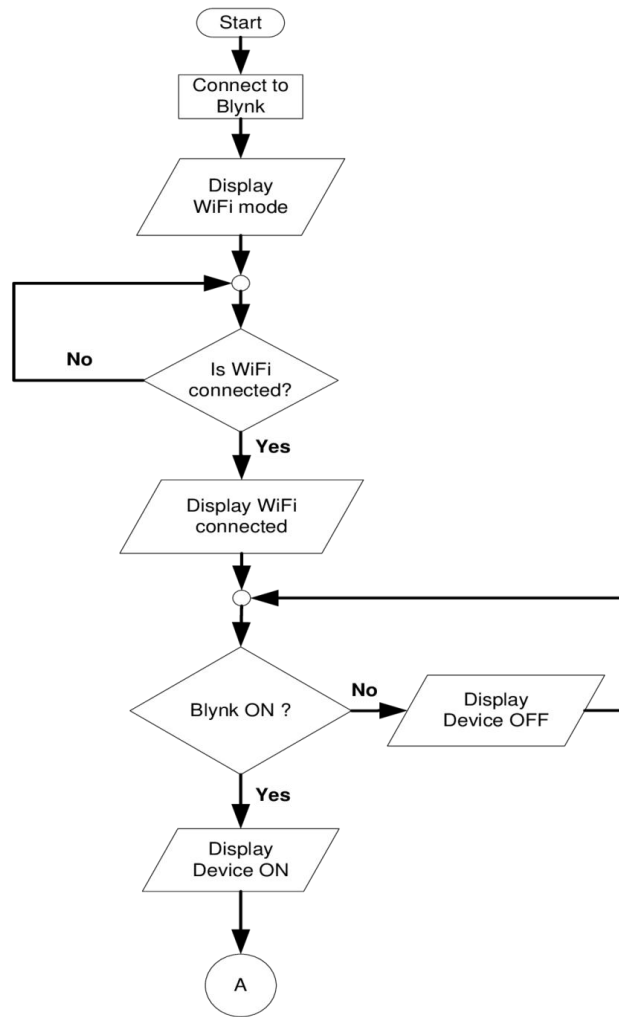 Start
Connect to
Blynk
Display
WiFi mode
No
Is WiFi
connected?
Yes
Display WiFi
connected
Blynk ON ?
No
Display
Device OFF
Yes
Display
Device ON
A